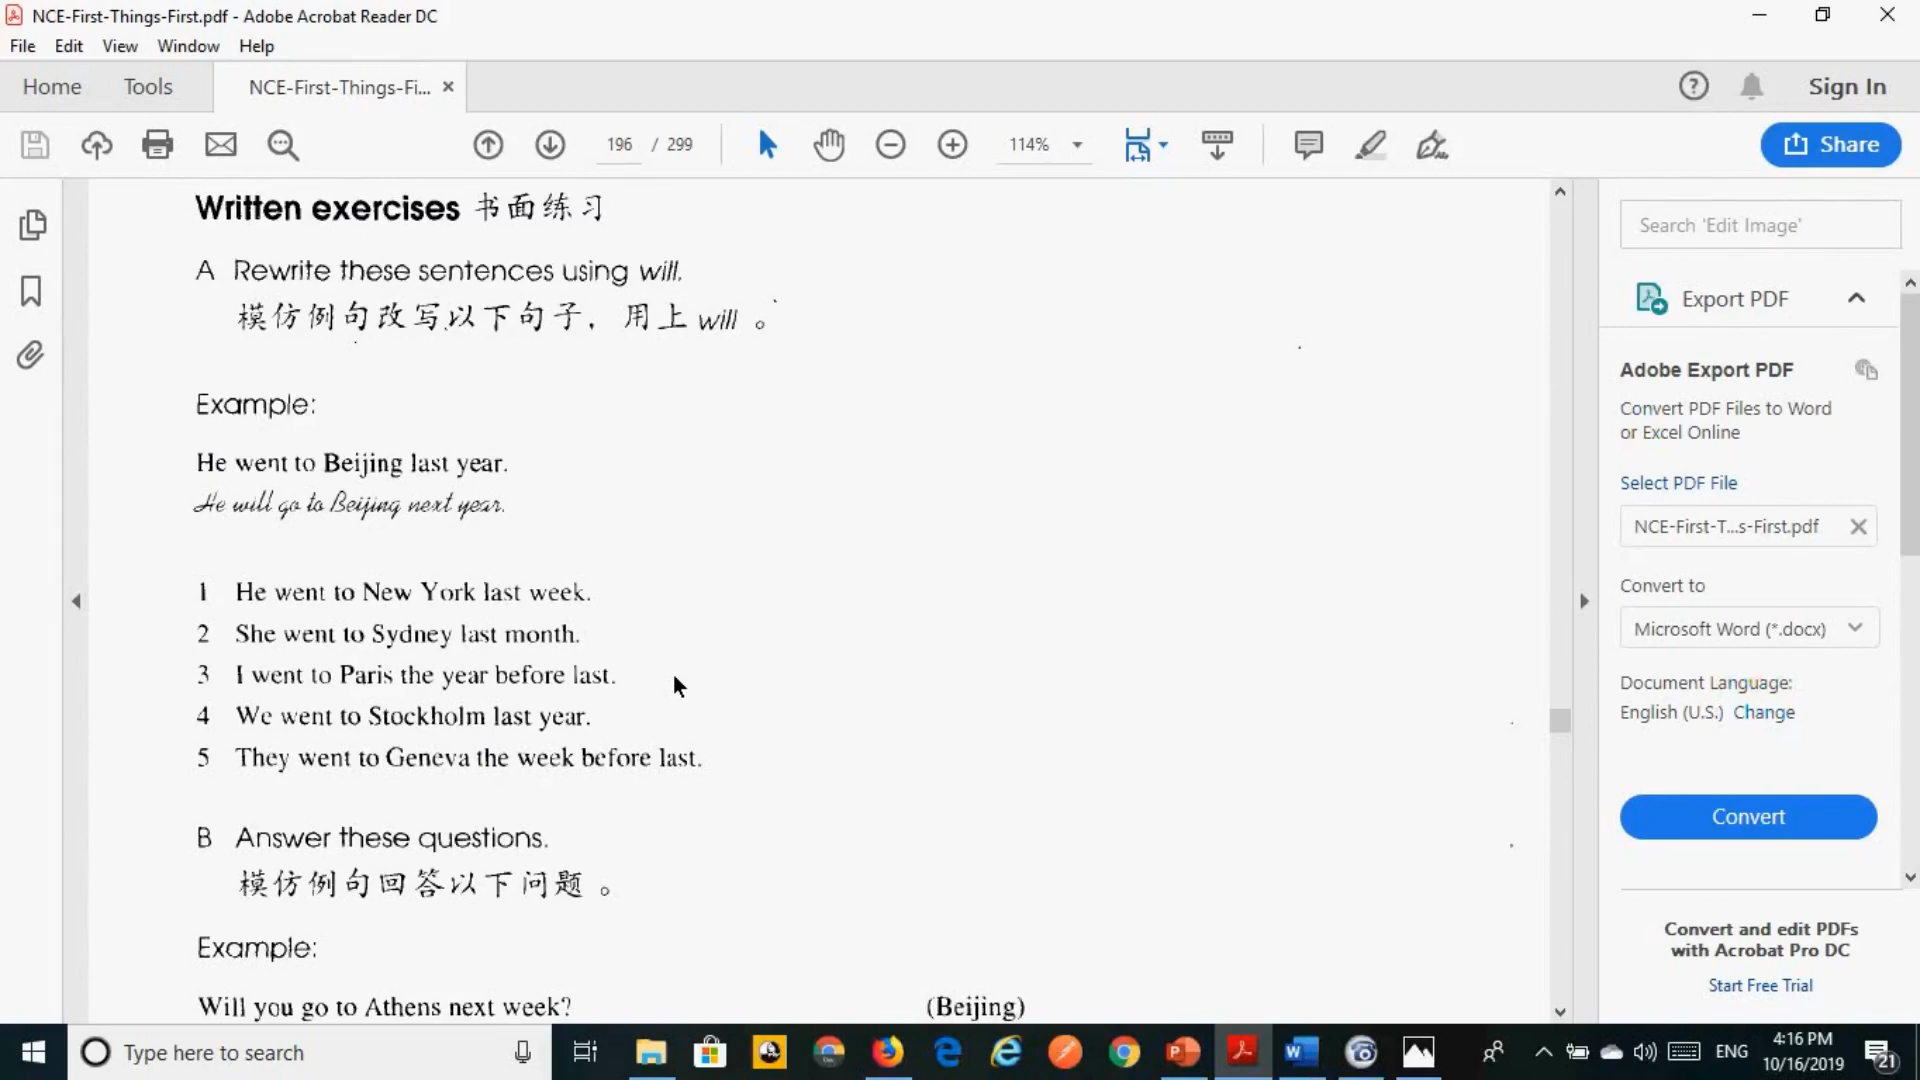 NCE-First-Things-First.pdf - Adobe Acrobat Reader DC
File Edit View Window Help
Home Tools NCE-First-Things-Fi... Sign In
196 / 299 114% Share
Written exercises 书面练习
A Rewrite these sentences using will.
模仿例句改写以下句子，用上 will 。
Example:
He went to Beijing last year.
He will go to Beijing next year.
1 He went to New York last week.
2 She went to Sydney last month.
3 I went to Paris the year before last.
4 We went to Stockholm last year.
5 They went to Geneva the week before last.
B Answer these questions.
模仿例句回答以下问题 。
Example:
Will you go to Athens next week? (Beijing)
Search 'Edit Image'
Export PDF
Adobe Export PDF
Convert PDF Files to Word
or Excel Online
Select PDF File
NCE-First-T...s-First.pdf
Convert to
Microsoft Word (*.docx)
Document Language:
English (U.S.) Change
Convert
Convert and edit PDFs
with Acrobat Pro DC
Start Free Trial
Type here to search
ENG
4:16 PM
10/16/2019
21